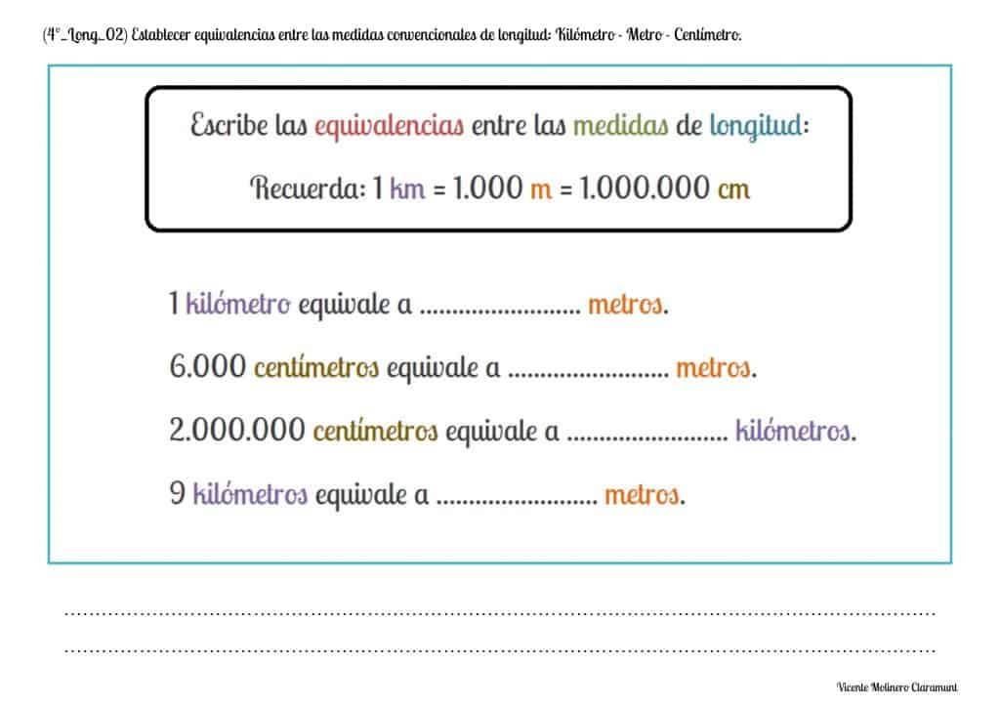 (4º_Long_02) Establecer equivalencias entre las medidas convencionales de longitud: Kilómetro - Metro - Centímetro.
Escribe las equivalencias entre las medidas de longitud:
Recuerda: 1 km = 1.000 m = 1.000.000 cm
1 kilómetro equivale a ......................... metros.
6.000 centímetros equivale a ......................... metros.
2.000.000 centímetros equivale a ......................... kilómetros.
9 kilómetros equivale a ......................... metros.
Vicente Molinero Claramunt